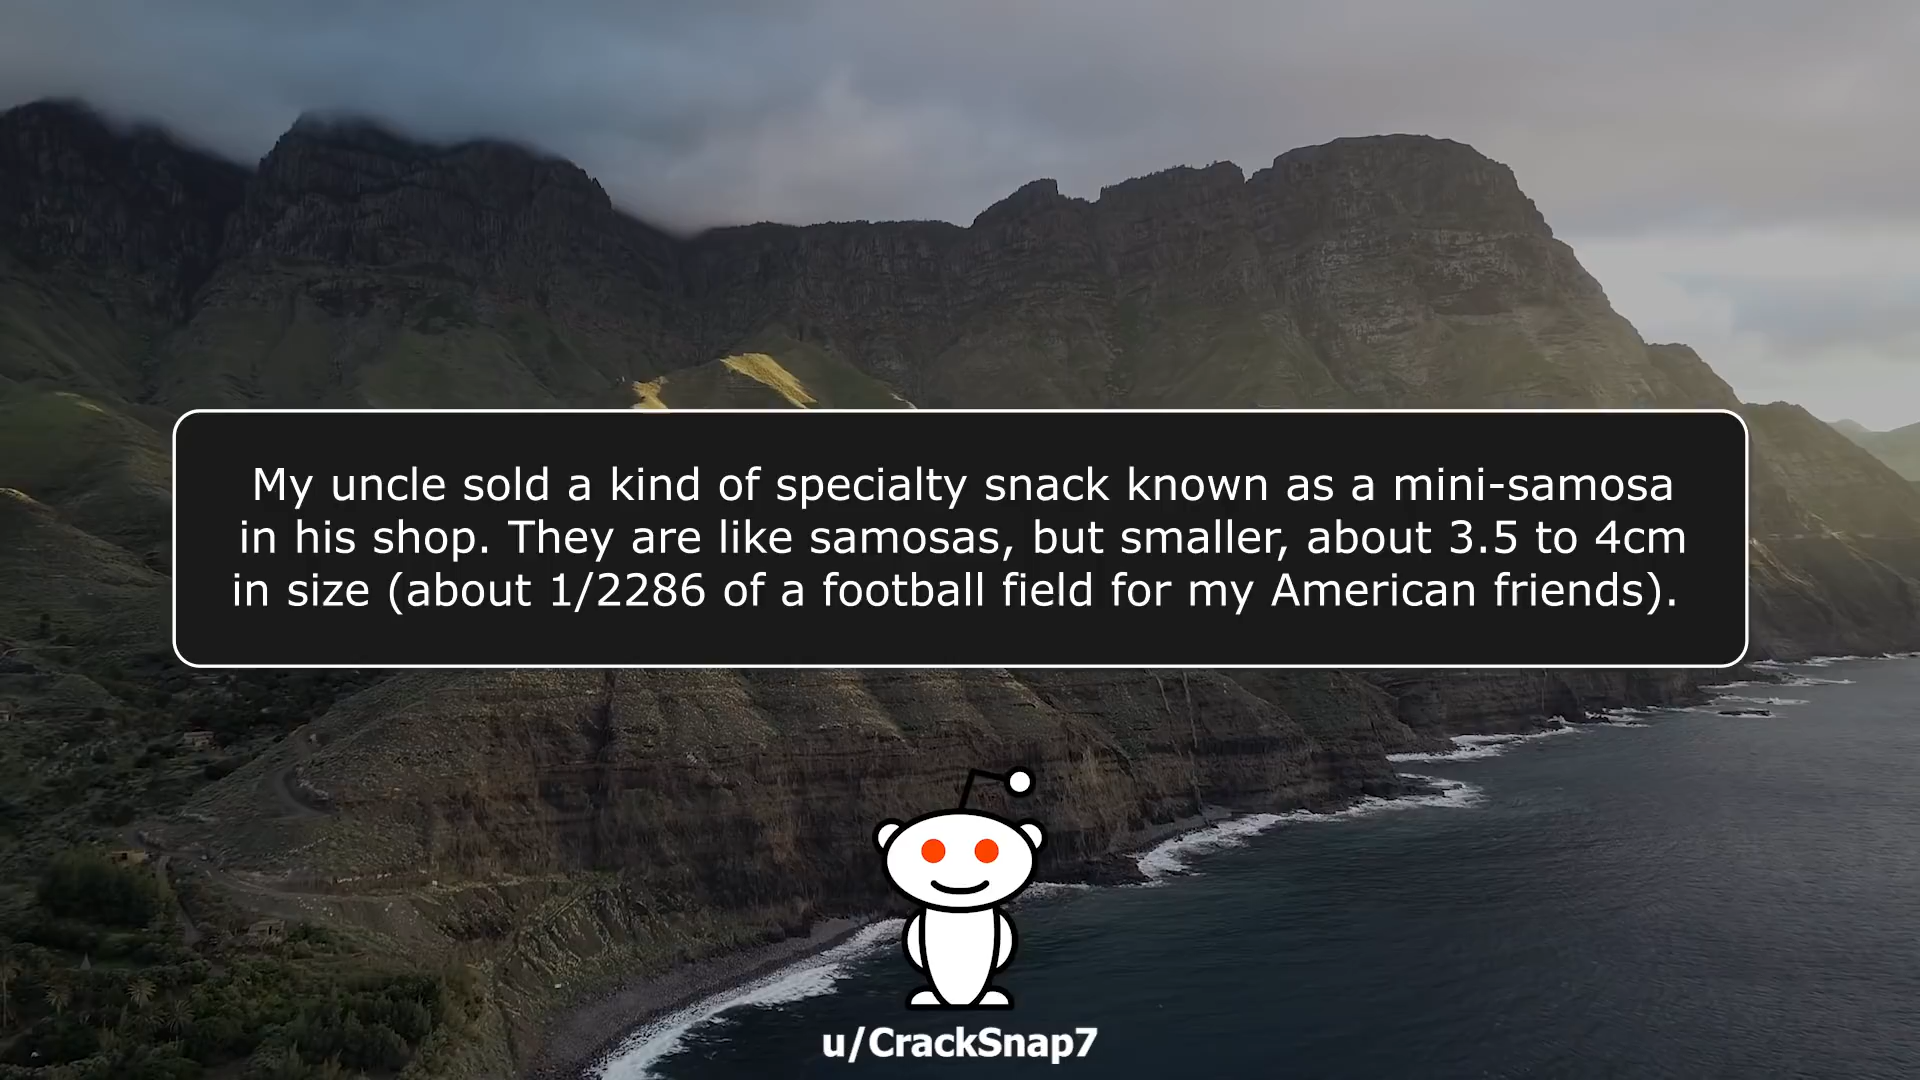 My uncle sold a kind of specialty snack known as a mini-samosa
in his shop. They are like samosas, but smaller, about 3.5 to 4cm
in size (about 1/2286 of a football field for my American friends).
u/CrackSnap7